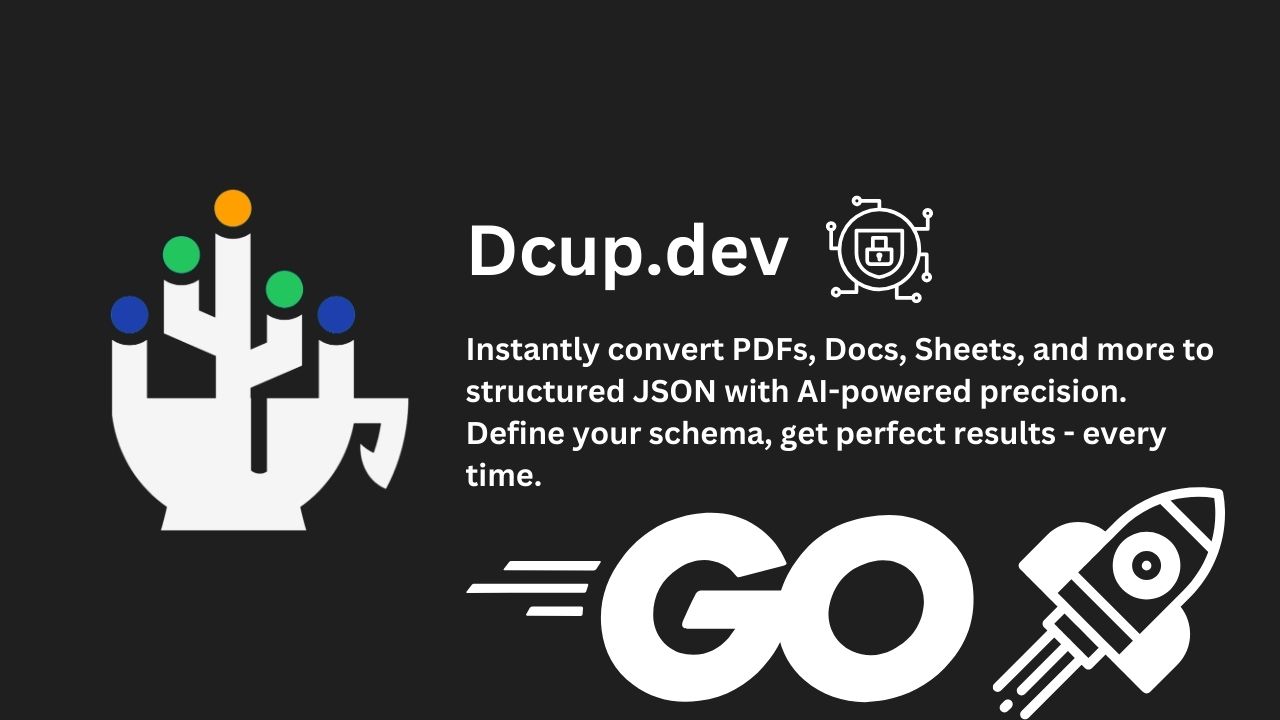 Dcup.dev
Instantly convert PDFs, Docs, Sheets, and more to
structured JSON with AI-powered precision.
Define your schema, get perfect results - every
time.
GO